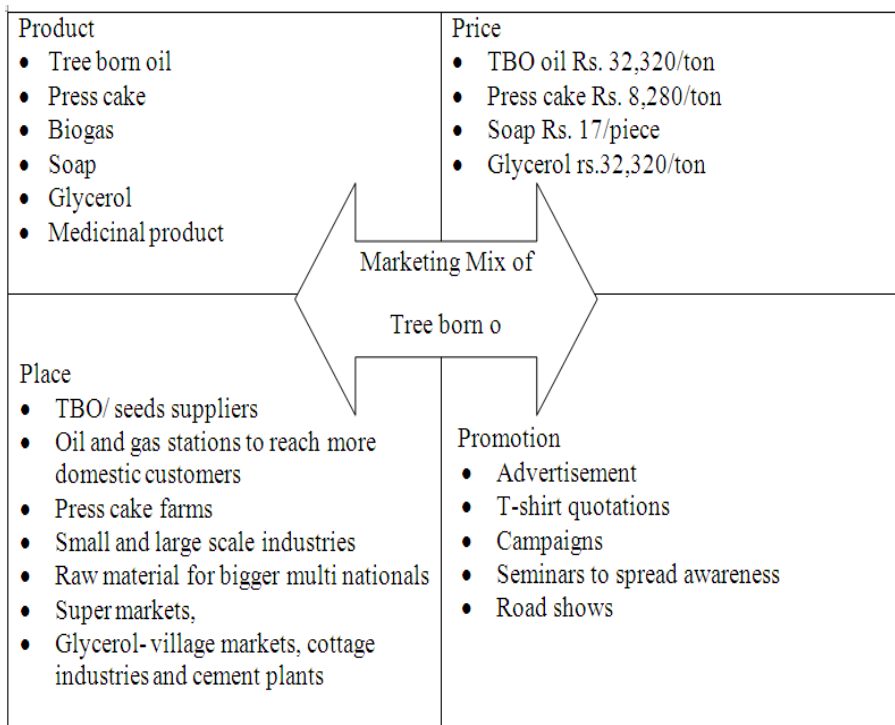 Product
• Tree born oil
• Press cake
• Biogas
• Soap
• Glycerol
• Medicinal product
Price
• TBO oil Rs. 32,320/ton
• Press cake Rs. 8,280/ton
• Soap Rs. 17/piece
• Glycerol rs.32,320/ton
Marketing Mix of
Tree born o
Place
• TBO/ seeds suppliers
• Oil and gas stations to reach more
domestic customers
• Press cake farms
• Small and large scale industries
• Raw material for bigger multi nationals
• Super markets,
• Glycerol- village markets, cottage
industries and cement plants
Promotion
• Advertisement
• T-shirt quotations
• Campaigns
• Seminars to spread awareness
• Road shows